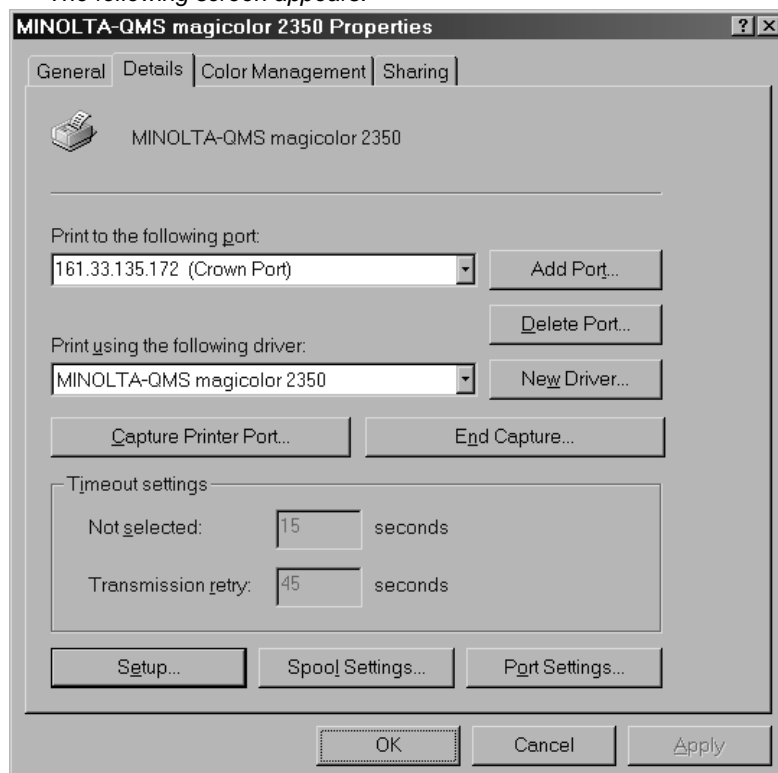 The following screen appears.
MINOLTA-QMS magicolor 2350 Properties
General Details Color Management Sharing
MINOLTA-QMS magicolor 2350
Print to the following port:
161.33.135.172 (Crown Port) Add Port...
Delete Port...
Print using the following driver:
MINOLTA-QMS magicolor 2350 New Driver...
Capture Printer Port... End Capture...
Timeout settings
Not selected: 15 seconds
Transmission retry: 45 seconds
Setup... Spool Settings... Port Settings...
OK Cancel Apply